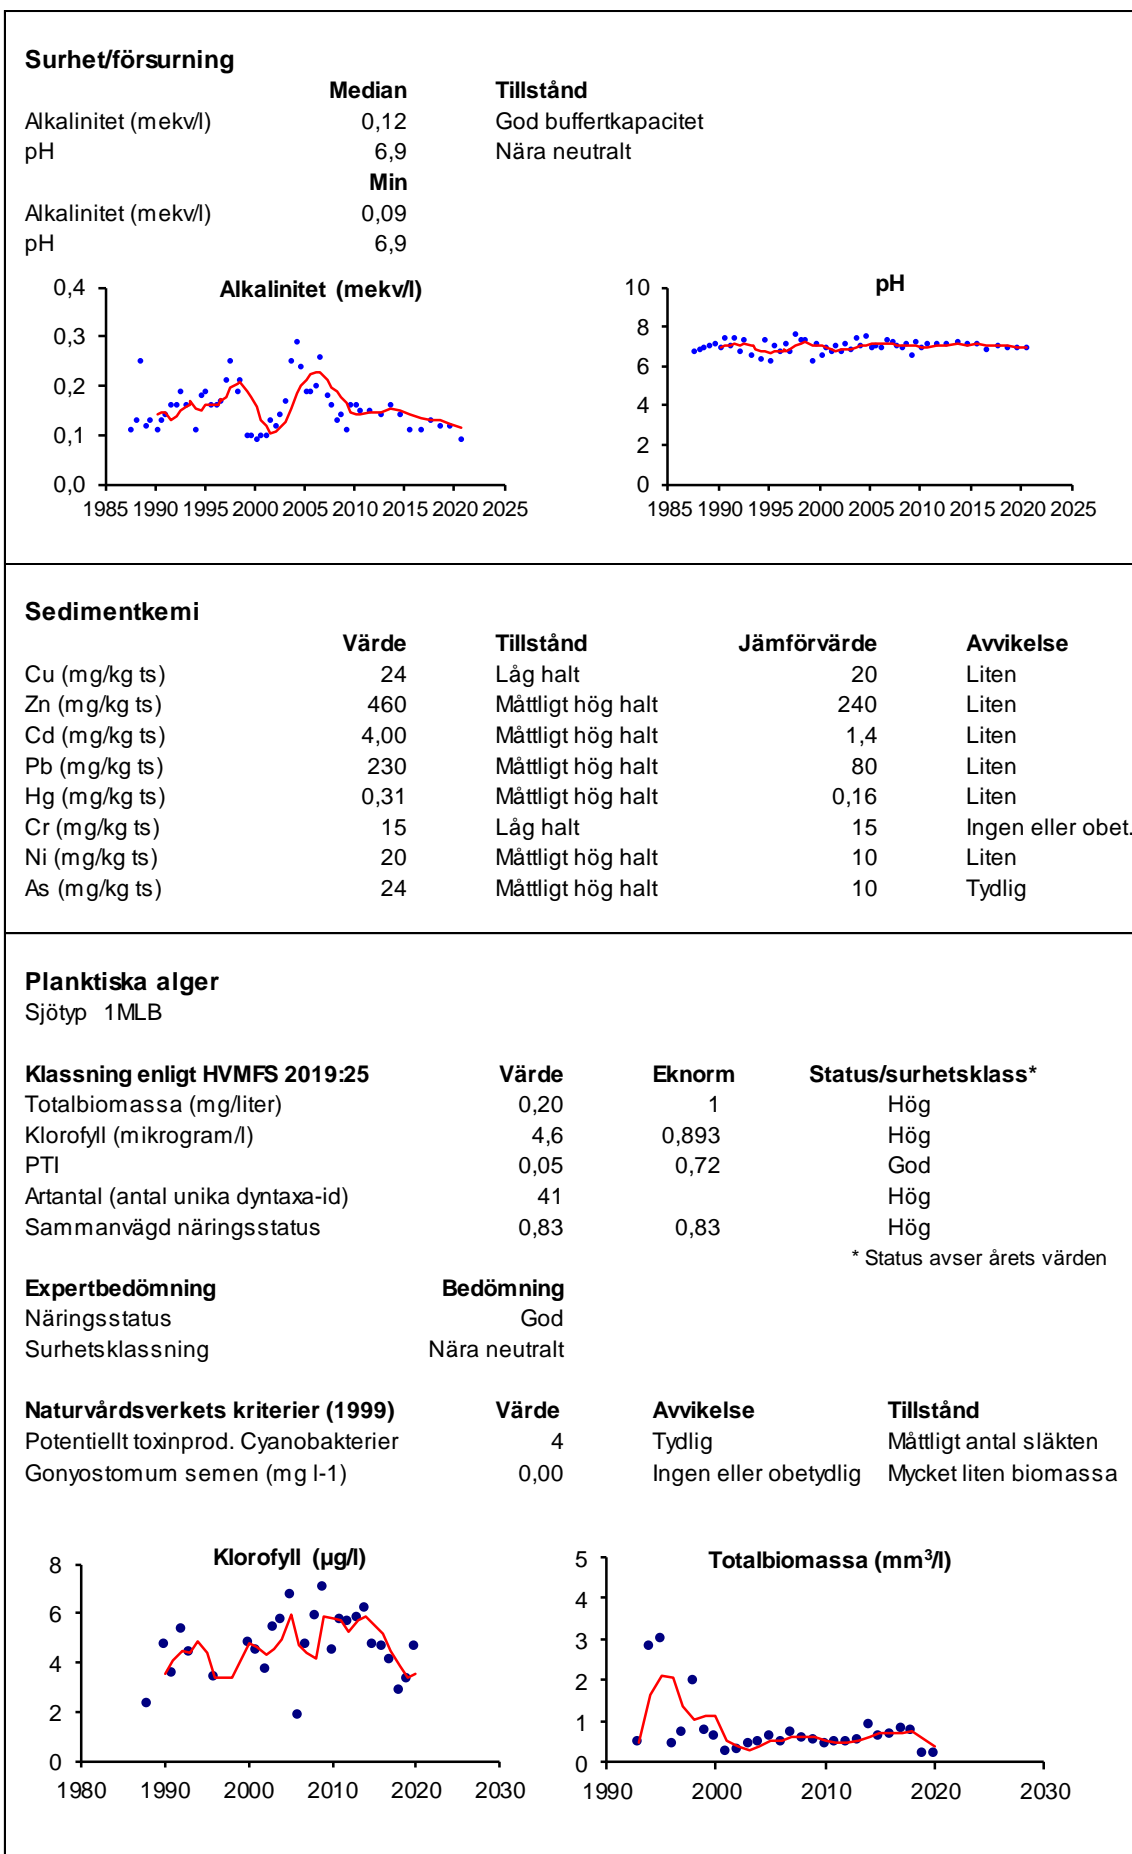 Surhet/försurning
Median Tillstånd
Alkalinitet (mekv/l) 0,12 God buffertkapacitet
pH 6,9 Nära neutralt
Min
Alkalinitet (mekv/l) 0,09
pH 6,9
Alkalinitet (mekv/l)
0,4
0,3
0,2
0,1
0,0
1985 1990 1995 2000 2005 2010 2015 2020 2025
pH
10
8
6
4
2
0
1985 1990 1995 2000 2005 2010 2015 2020 2025
Sedimentkemi
Värde Tillstånd Jämförvärde Avvikelse
Cu (mg/kg ts) 24 Låg halt 20 Liten
Zn (mg/kg ts) 460 Måttligt hög halt 240 Liten
Cd (mg/kg ts) 4,00 Måttligt hög halt 1,4 Liten
Pb (mg/kg ts) 230 Måttligt hög halt 80 Liten
Hg (mg/kg ts) 0,31 Måttligt hög halt 0,16 Liten
Cr (mg/kg ts) 15 Låg halt 15 Ingen eller obet.
Ni (mg/kg ts) 20 Måttligt hög halt 10 Liten
As (mg/kg ts) 24 Måttligt hög halt 10 Tydlig
Planktiska alger
Sjötyp 1MLB
Klassning enligt HVMFS 2019:25 Värde Eknorm Status/surhetsklass*
Totalbiomassa (mg/liter) 0,20 1 Hög
Klorofyll (mikrogram/l) 4,6 0,893 Hög
PTI 0,05 0,72 God
Artantal (antal unika dyntaxa-id) 41 Hög
Sammanvägd näringsstatus 0,83 0,83 Hög
* Status avser årets värden
Expertbedömning Bedömning
Näringsstatus God
Surhetsklassning Nära neutralt
Naturvårdsverkets kriterier (1999) Värde Avvikelse Tillstånd
Potentiellt toxinprod. Cyanobakterier 4 Tydlig Måttligt antal släkten
Gonyostomum semen (mg l-1) 0,00 Ingen eller obetydlig Mycket liten biomassa
Klorofyll (µg/l)
8
6
4
2
0
1980 1990 2000 2010 2020 2030
Totalbiomassa (mm³/l)
5
4
3
2
1
0
1990 2000 2010 2020 2030